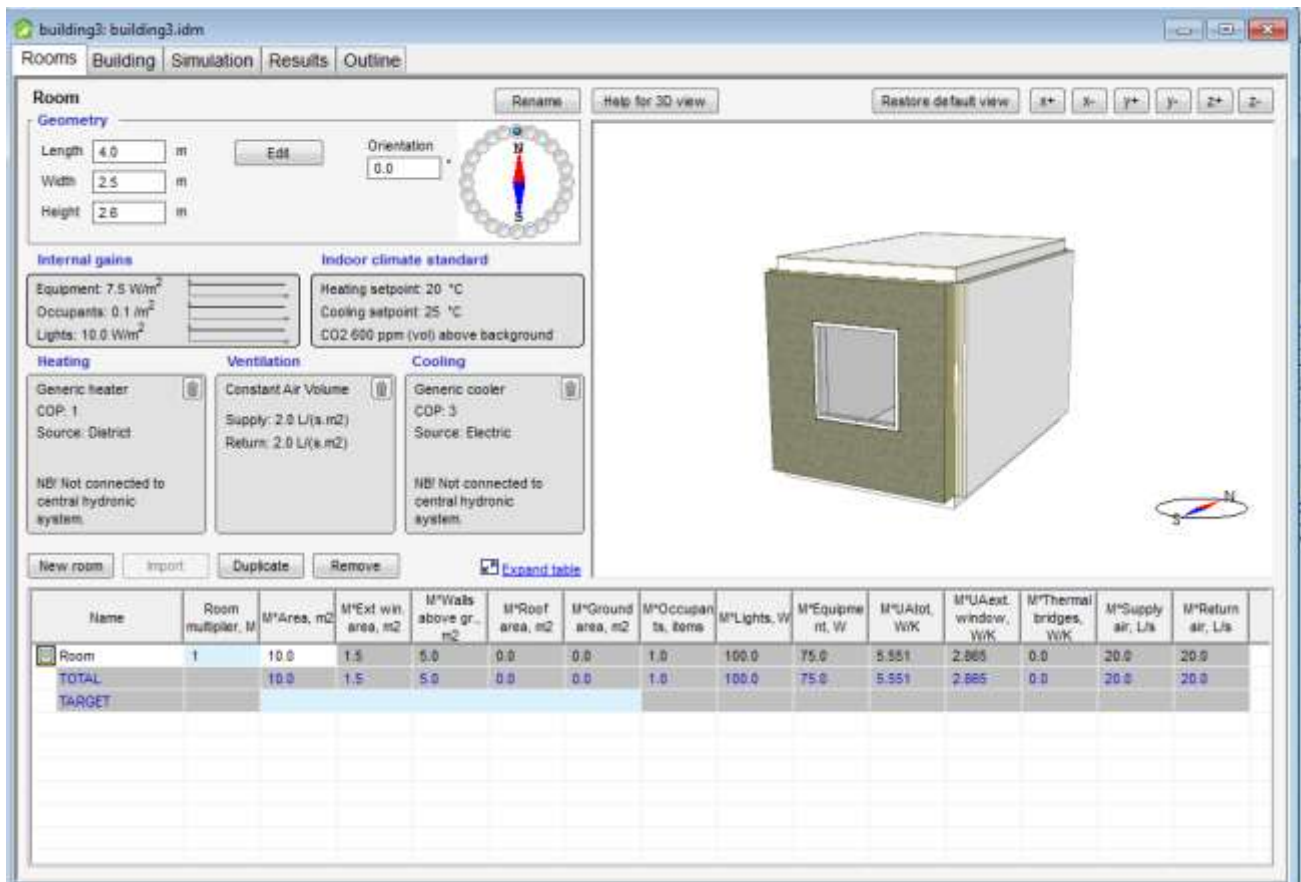 building3: building3.idm
Rooms Building Simulation Results Outline
Room Rename Help for 3D view Restore default view x+ x- y+ y- z+ z-
Geometry
Length 4.0 m Edit Orientation
0.0 °
Width 2.5 m
Height 2.6 m
N
S
Internal gains Indoor climate standard
Equipment: 7.5 W/m2 Heating setpoint: 20 °C
Occupants: 0.1 /m2 Cooling setpoint: 25 °C
Lights: 10.0 W/m2 CO2 600 ppm (vol) above background
Heating Ventilation Cooling
Generic heater Constant Air Volume Generic cooler
COP: 1 Supply: 2.0 L/(s.m2) COP: 3
Source: District Return: 2.0 L/(s.m2) Source: Electric
NB! Not connected to NB! Not connected to
central hydronic central hydronic
system. system.
N
S
New room Import Duplicate Remove Expand table
Name Room multiplier, M M*Area, m2 M*Ext win. area, m2 M*Walls above gr., m2 M*Roof area, m2 M*Ground area, m2 M*Occupan ts, items M*Lights, W M*Equipme nt, W M*UAtot, W/K M*UAext. window, W/K M*Thermal bridges, W/K M*Supply air, L/s M*Return air, L/s
Room 1 10.0 1.5 5.0 0.0 0.0 1.0 100.0 75.0 5.551 2.865 0.0 20.0 20.0
TOTAL 10.0 1.5 5.0 0.0 0.0 1.0 100.0 75.0 5.551 2.865 0.0 20.0 20.0
TARGET